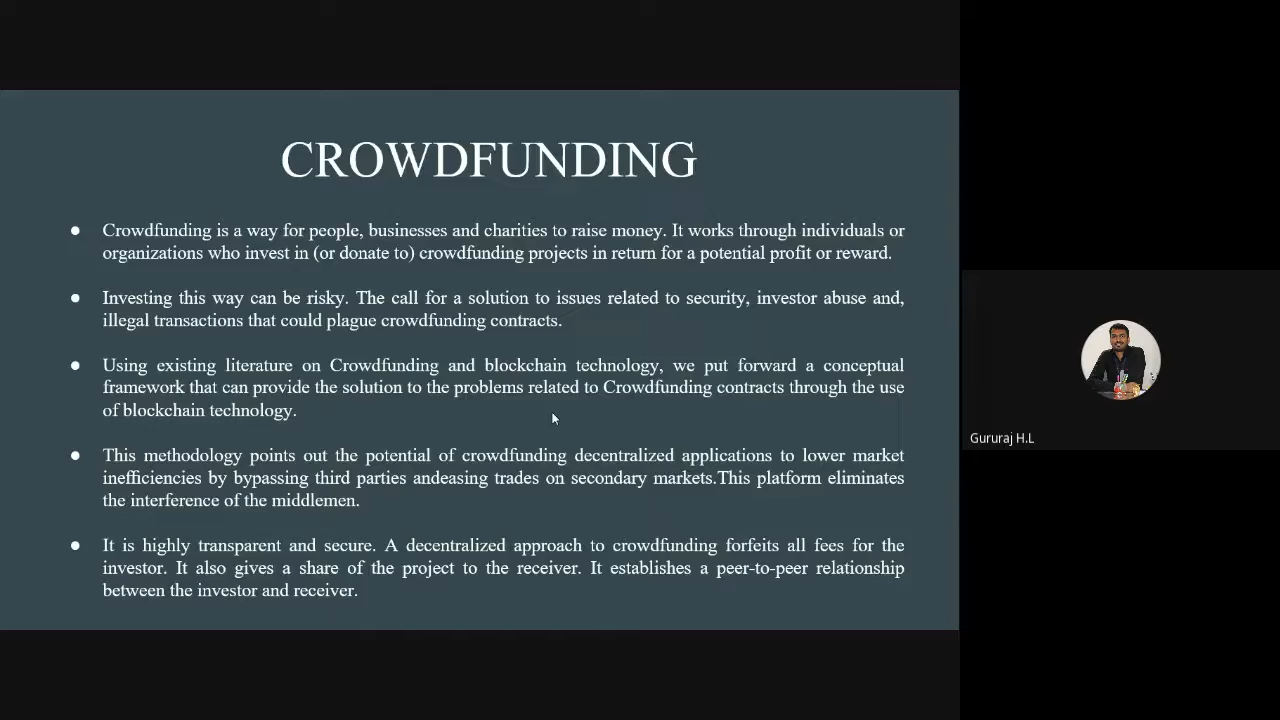 CROWDFUNDING
● Crowdfunding is a way for people, businesses and charities to raise money. It works through individuals or
organizations who invest in (or donate to) crowdfunding projects in return for a potential profit or reward.
● Investing this way can be risky. The call for a solution to issues related to security, investor abuse and,
illegal transactions that could plague crowdfunding contracts.
● Using existing literature on Crowdfunding and blockchain technology, we put forward a conceptual
framework that can provide the solution to the problems related to Crowdfunding contracts through the use
of blockchain technology.
● This methodology points out the potential of crowdfunding decentralized applications to lower market
inefficiencies by bypassing third parties andeasing trades on secondary markets.This platform eliminates
the interference of the middlemen.
● It is highly transparent and secure. A decentralized approach to crowdfunding forfeits all fees for the
investor. It also gives a share of the project to the receiver. It establishes a peer-to-peer relationship
between the investor and receiver.
Gururaj H.L